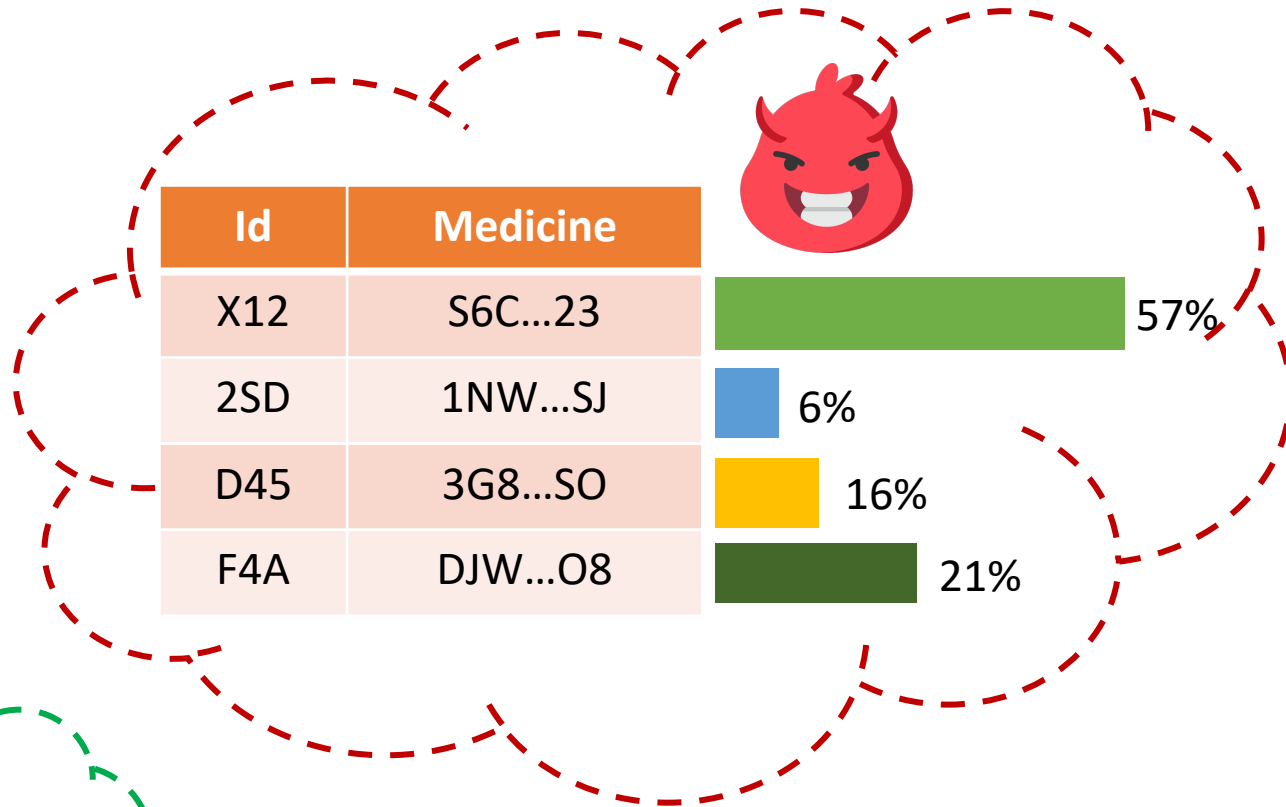 Id Medicine
X12 S6C...23 57%
2SD 1NW...SJ 6%
D45 3G8...SO 16%
F4A DJW...O8 21%